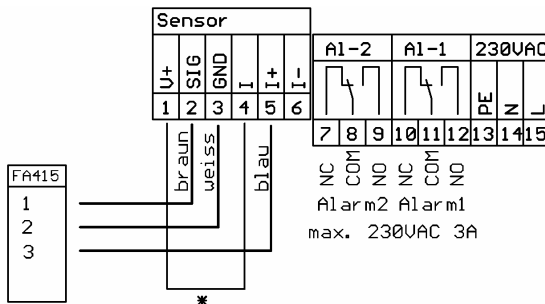 Sensor
V+ SIG GND I I+ I-
1 2 3 4 5 6
Al-2 Al-1 230VAC
PE N L
7 8 9 10 11 12 13 14 15
braun weiss blau
NC COM NO NC COM NO
Alarm2 Alarm1
max. 230VAC 3A
FA415
1
2
3
*